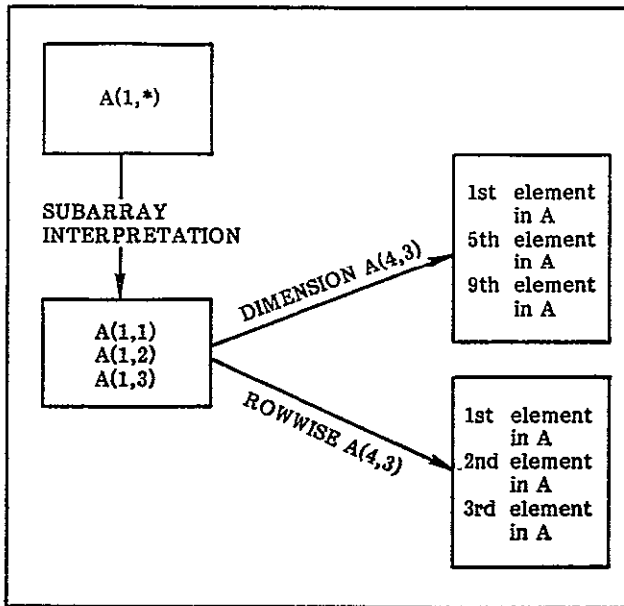 A(1,*)
SUBARRAY
INTERPRETATION
A(1,1)
A(1,2)
A(1,3)
DIMENSION A(4,3)
ROWWISE A(4,3)
1st element
in A
5th element
in A
9th element
in A
1st element
in A
2nd element
in A
3rd element
in A